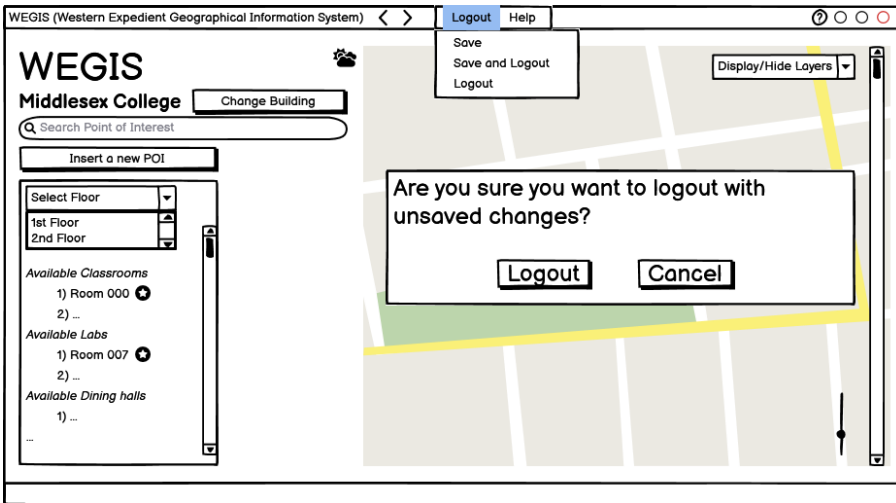 WEGIS (Western Expedient Geographical Information System)
Logout Help
?
Save
Save and Logout
Logout
WEGIS
Middlesex College
Change Building
Search Point of Interest
Insert a new POI
Select Floor
1st Floor
2nd Floor
Available Classrooms
1) Room 000
2) ...
Available Labs
1) Room 007
2) ...
Available Dining halls
1) ...
...
Display/Hide Layers
Are you sure you want to logout with
unsaved changes?
Logout
Cancel